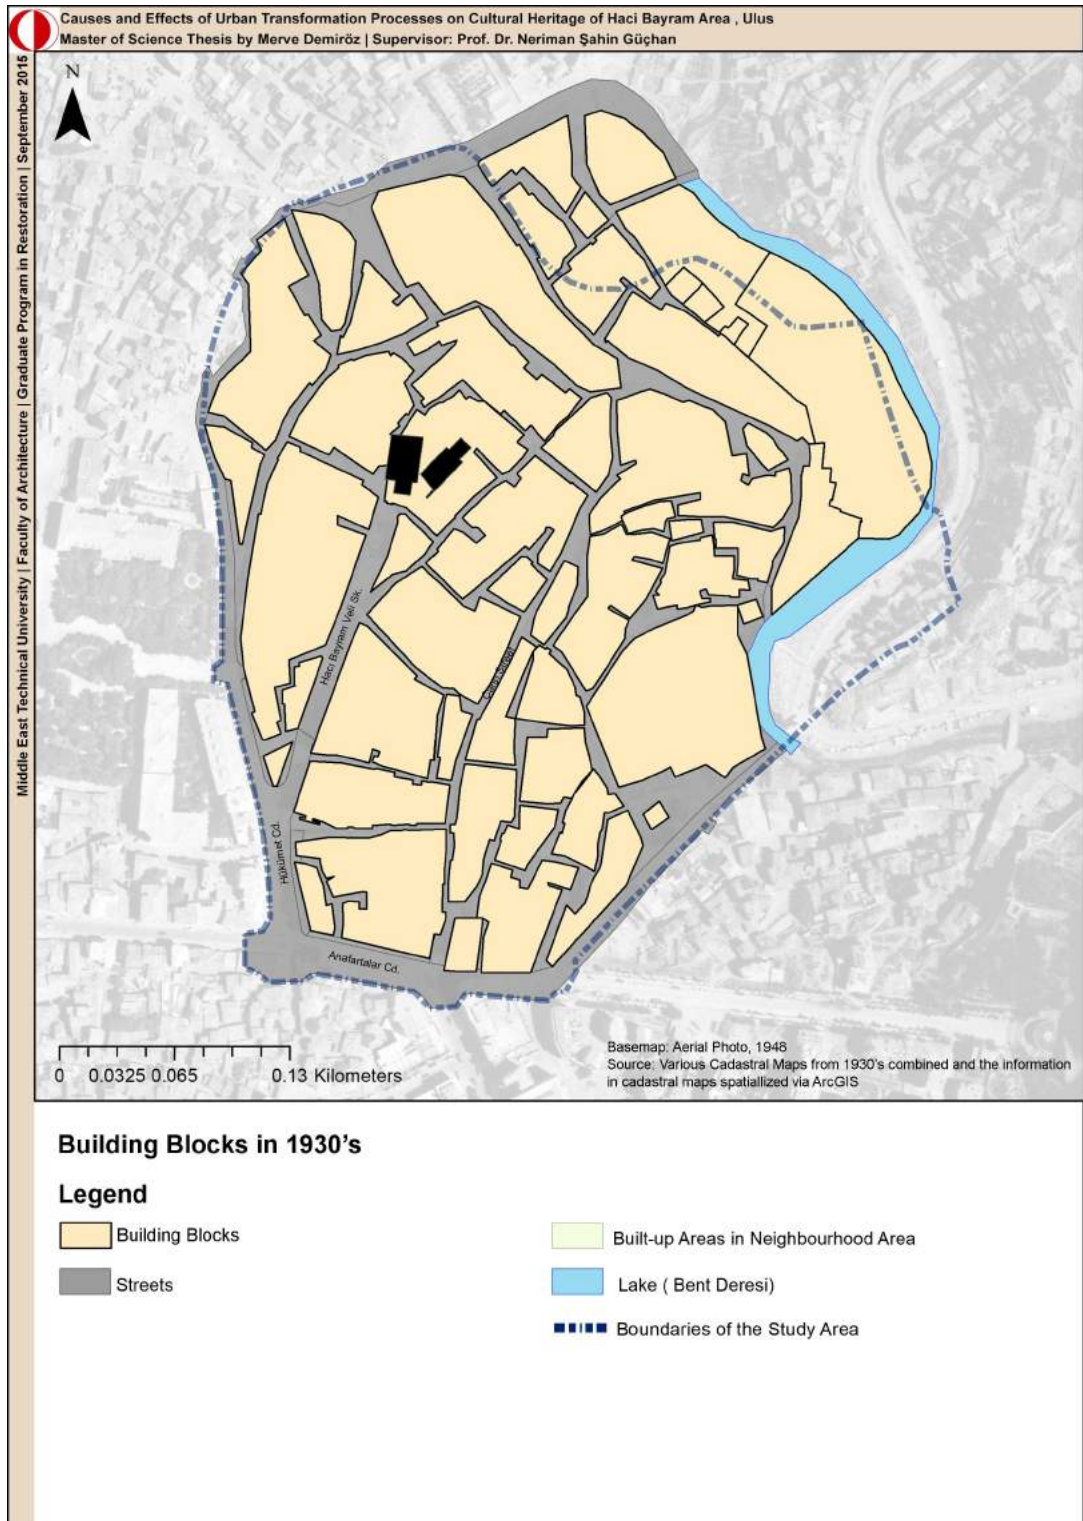 Causes and Effects of Urban Transformation Processes on Cultural Heritage of Haci Bayram Area , Ulus
Master of Science Thesis by Merve Demiröz | Supervisor: Prof. Dr. Neriman Şahin Güçhan
Middle East Technical University | Faculty of Architecture | Graduate Program in Restoration | September 2015
N
Hacı Bayram Veli Sk.
Hükümet Cd.
Anafartalar Cd.
0 0.0325 0.065 0.13 Kilometers
Basemap: Aerial Photo, 1948
Source: Various Cadastral Maps from 1930's combined and the information
in cadastral maps spatiallized via ArcGIS
Building Blocks in 1930's
Legend
Building Blocks
Streets
Built-up Areas in Neighbourhood Area
Lake ( Bent Deresi)
Boundaries of the Study Area